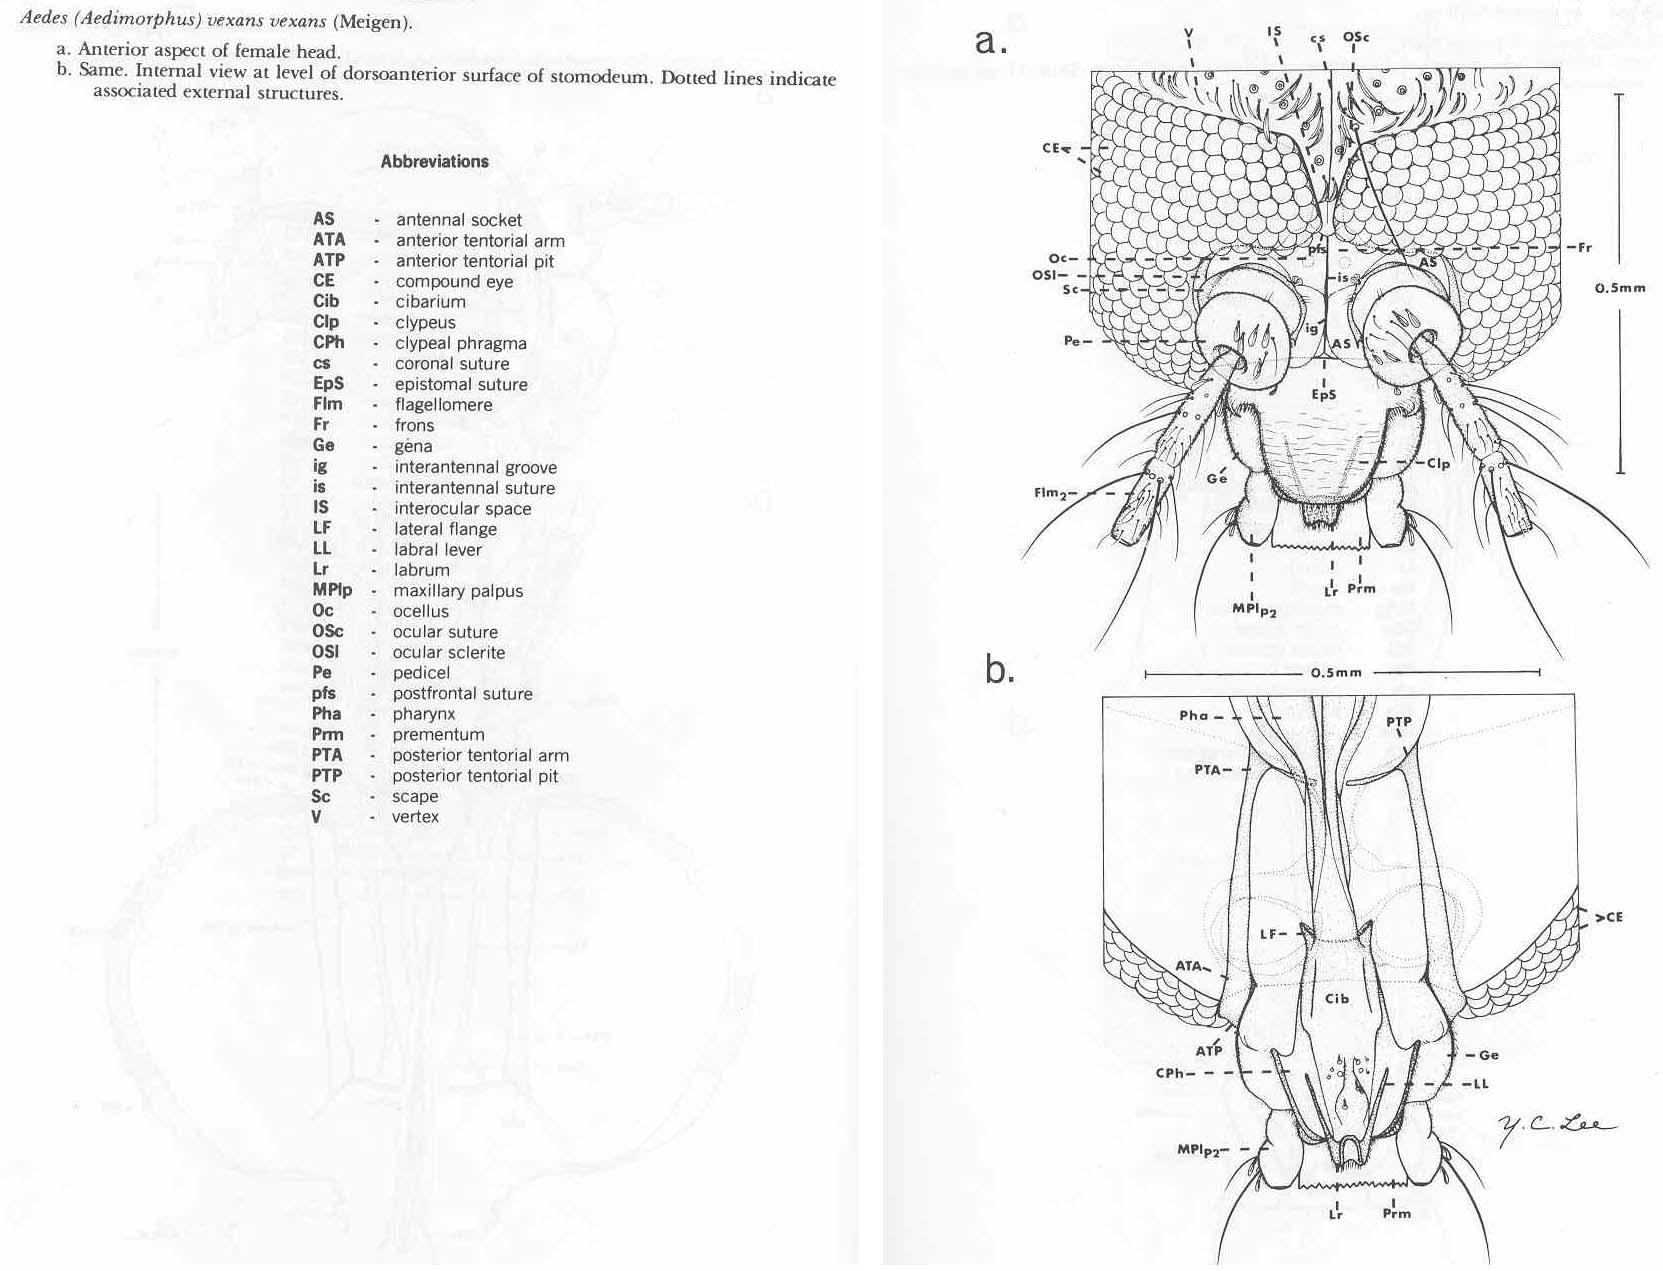 Aedes (Aedimorphus) vexans vexans (Meigen).
a. Anterior aspect of female head.
b. Same. Internal view at level of dorsoanterior surface of stomodeum. Dotted lines indicate
associated external structures.
Abbreviations
AS - antennal socket
ATA - anterior tentorial arm
ATP - anterior tentorial pit
CE - compound eye
Cib - cibarium
Clp - clypeus
CPh - clypeal phragma
cs - coronal suture
EpS - epistomal suture
Flm - flagellomere
Fr - frons
Ge - gena
ig - interantennal groove
is - interantennal suture
IS - interocular space
LF - lateral flange
LL - labral lever
Lr - labrum
MPlp - maxillary palpus
Oc - ocellus
OSc - ocular suture
OSl - ocular sclerite
Pe - pedicel
pfs - postfrontal suture
Pha - pharynx
Prm - prementum
PTA - posterior tentorial arm
PTP - posterior tentorial pit
Sc - scape
V - vertex
a.
V IS cs OSc
CE
pfs Fr
Oc AS
OSl is
Sc
0.5mm
ig
Pe AS
EpS
Clp
Ge
Flm2
Lr Prm
MPlp2
b.
0.5mm
Pha PTP
PTA
CE
LF
ATA
Cib
ATP Ge
CPh LL
Y. C. Lee
MPlp2
Lr Prm